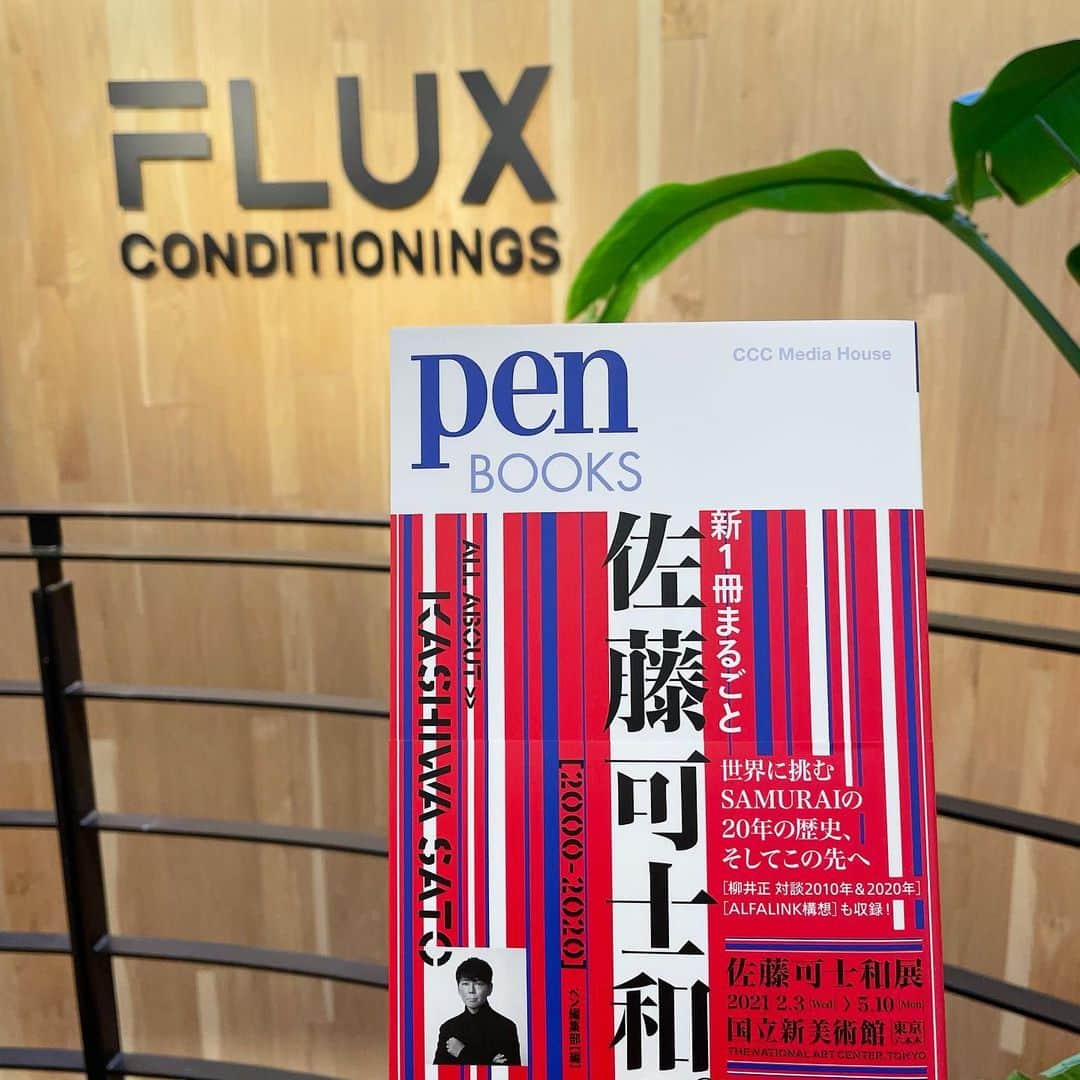 FLUX
CONDITIONINGS
pen
BOOKS
CCC Media House
新1冊まるごと
佐藤可士和。
ALL ABOUT >>
KASHIWA SATO
[2000-2020]
ペン編集部[編]
世界に挑む
SAMURAIの
20年の歴史、
そしてこの先へ
[柳井正 対談2010年&2020年]
[ALFALINK構想]も収録!
佐藤可士和展
2021 2.3 (Wed) 〉 5.10 [Mon]
国立新美術館 [東京 六本木]
THE NATIONAL ART CENTER, TOKYO